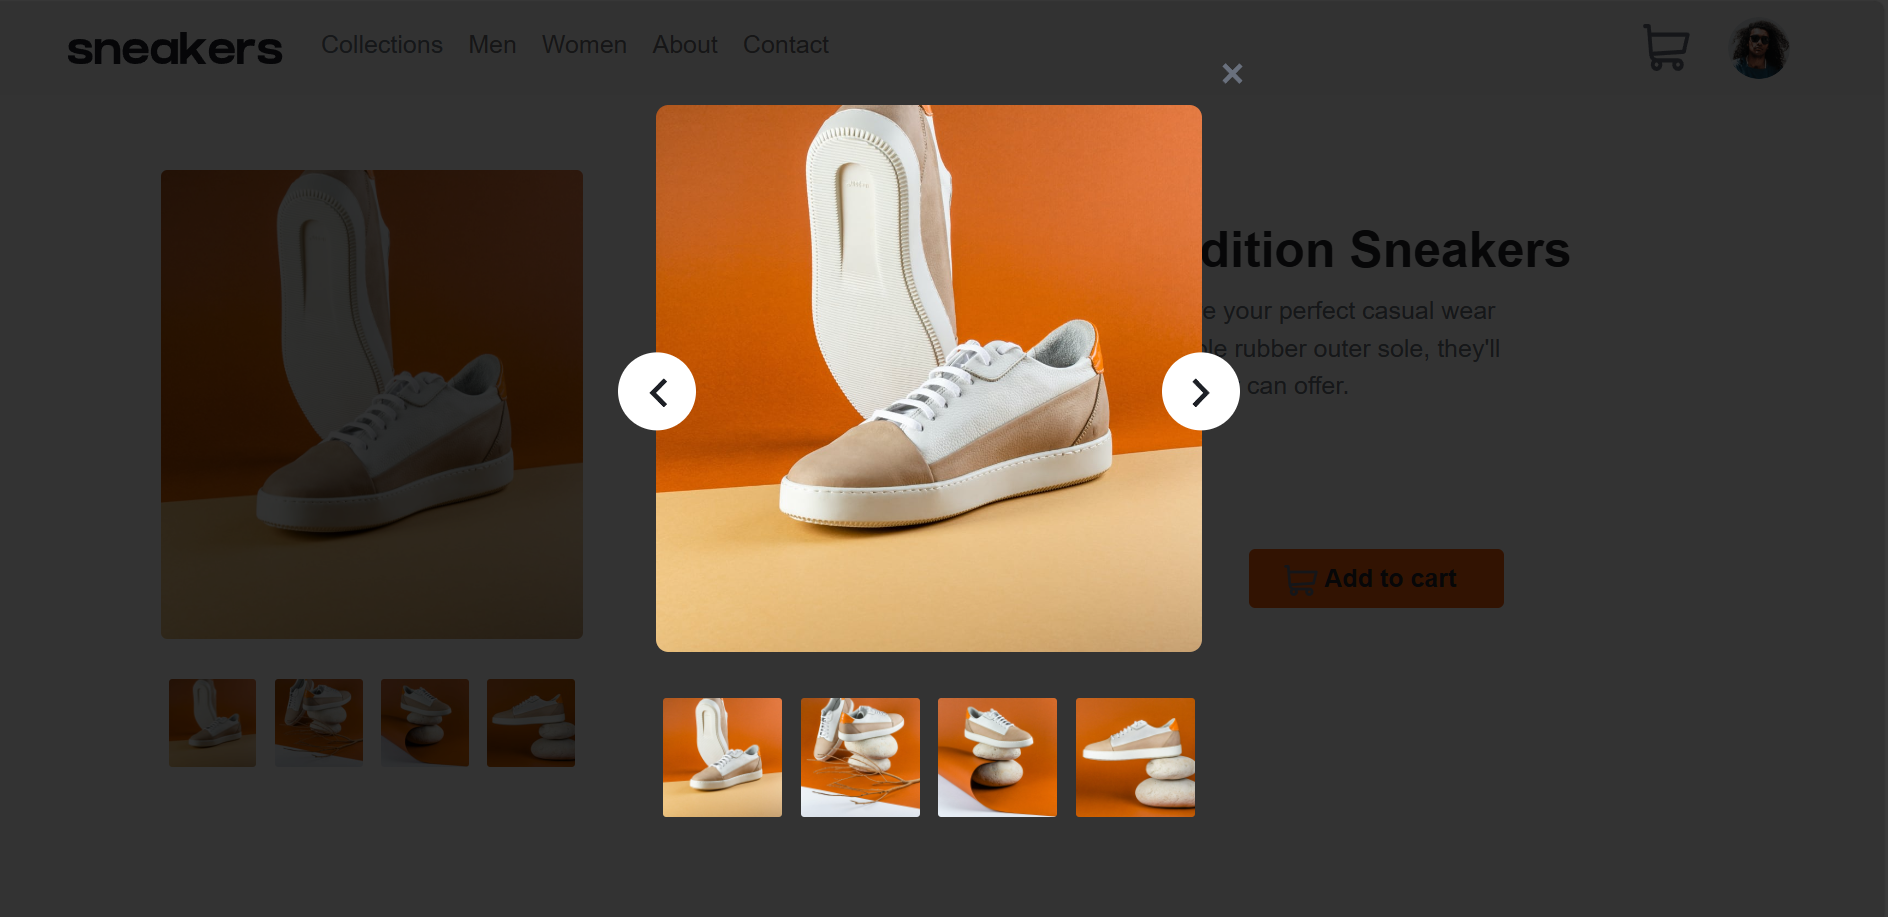 sneakers Collections Men Women About Contact
dition Sneakers
e your perfect casual wear
le rubber outer sole, they'll
can offer.
Add to cart